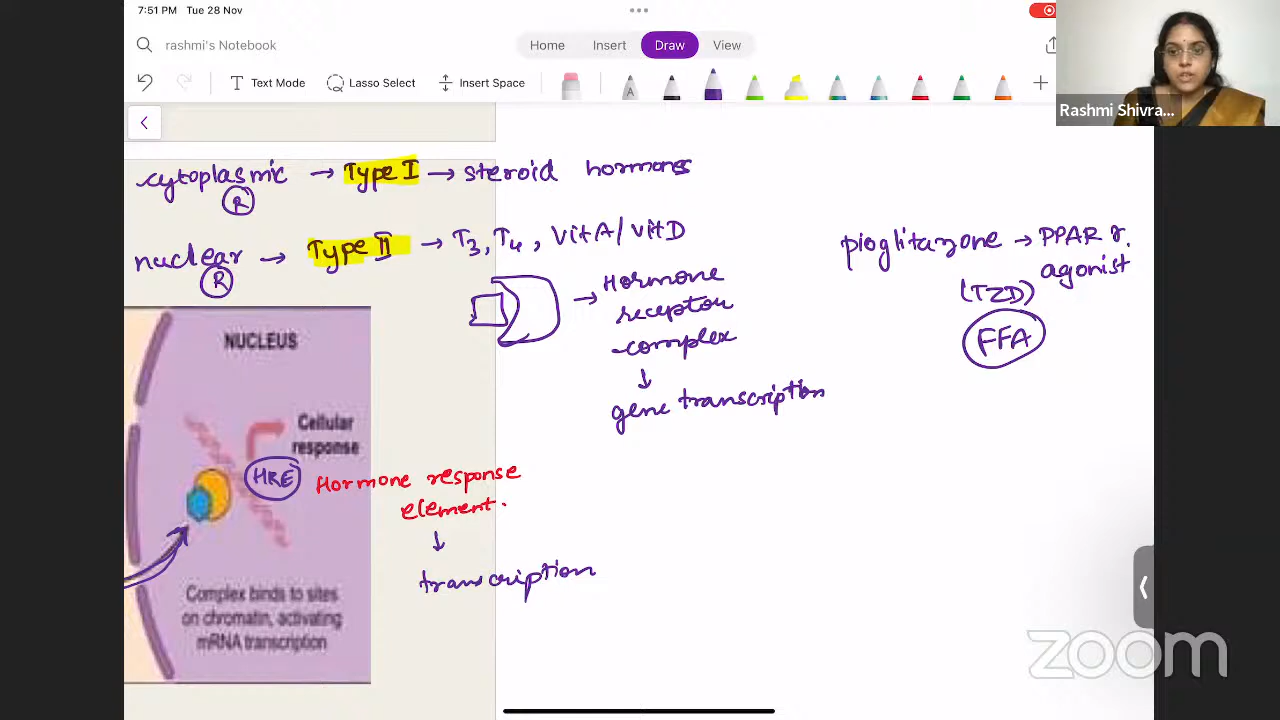 7:51 PM Tue 28 Nov
rashmi's Notebook
Home Insert Draw View
Text Mode Lasso Select Insert Space
A
Rashmi Shivra...
cytoplasmic → Type I → steroid hormones
R
nuclear → Type II → T3, T4, Vit A/ Vit D
R
Hormone
receptor
complex
↓
gene transcription
pioglitazone → PPAR γ.
agonist
(TZD)
FFA
NUCLEUS
Cellular
response
HRE
Hormone response
element.
↓
transcription
Complex binds to sites
on chromatin, activating
mRNA transcription
zoom